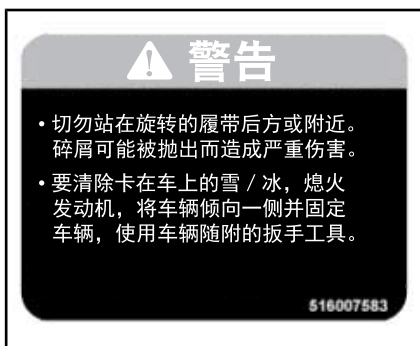 警告
• 切勿站在旋转的履带后方或附近。
碎屑可能被抛出而造成严重伤害。
• 要清除卡在车上的雪 / 冰，熄火
发动机，将车辆倾向一侧并固定
车辆，使用车辆随附的扳手工具。
516007583